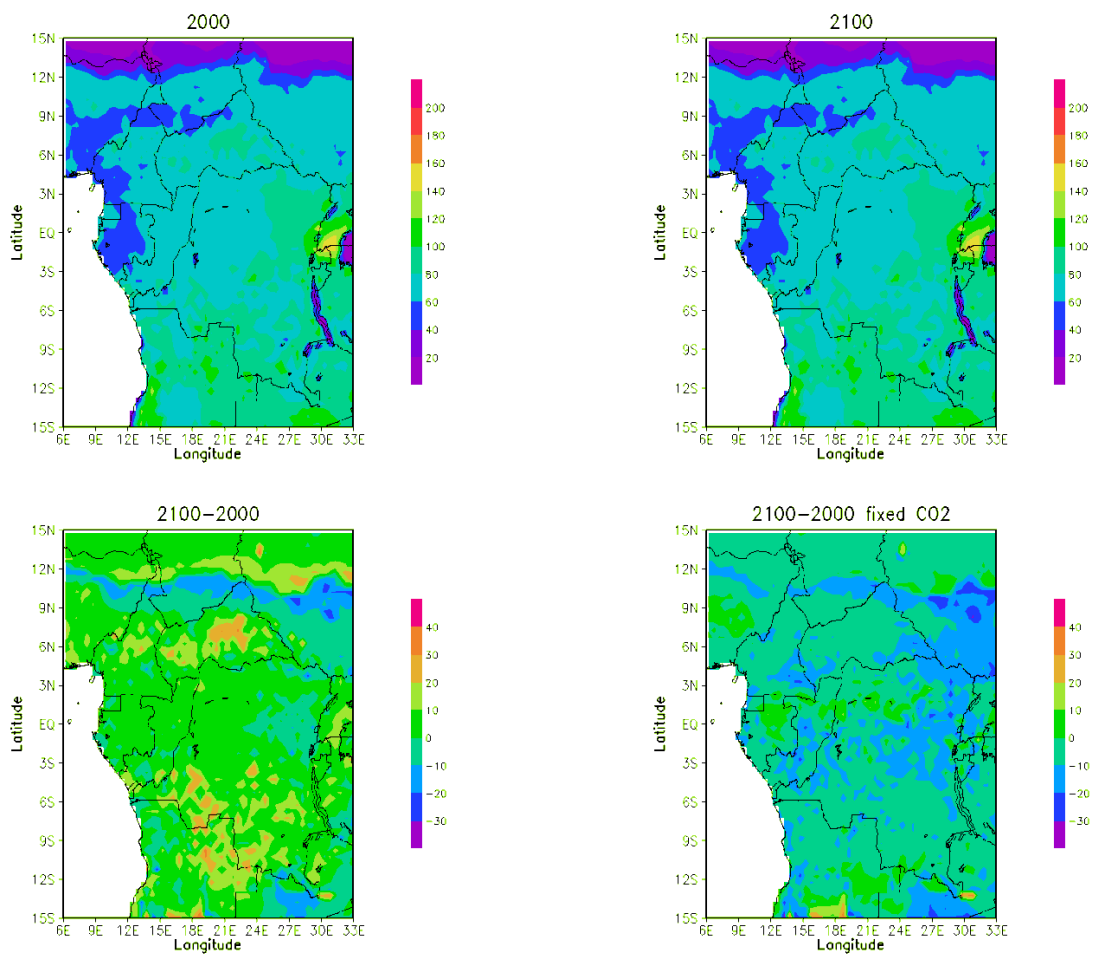 2000
15N
12N
9N
6N
3N
EQ
3S
6S
9S
12S
15S
Latitude
6E 9E 12E 15E 18E 21E 24E 27E 30E 33E
Longitude
200
180
160
140
120
100
80
60
40
20
2100
15N
12N
9N
6N
3N
EQ
3S
6S
9S
12S
15S
Latitude
6E 9E 12E 15E 18E 21E 24E 27E 30E 33E
Longitude
200
180
160
140
120
100
80
60
40
20
2100-2000
15N
12N
9N
6N
3N
EQ
3S
6S
9S
12S
15S
Latitude
6E 9E 12E 15E 18E 21E 24E 27E 30E 33E
Longitude
40
30
20
10
0
-10
-20
-30
2100-2000 fixed CO2
15N
12N
9N
6N
3N
EQ
3S
6S
9S
12S
15S
Latitude
6E 9E 12E 15E 18E 21E 24E 27E 30E 33E
Longitude
40
30
20
10
0
-10
-20
-30